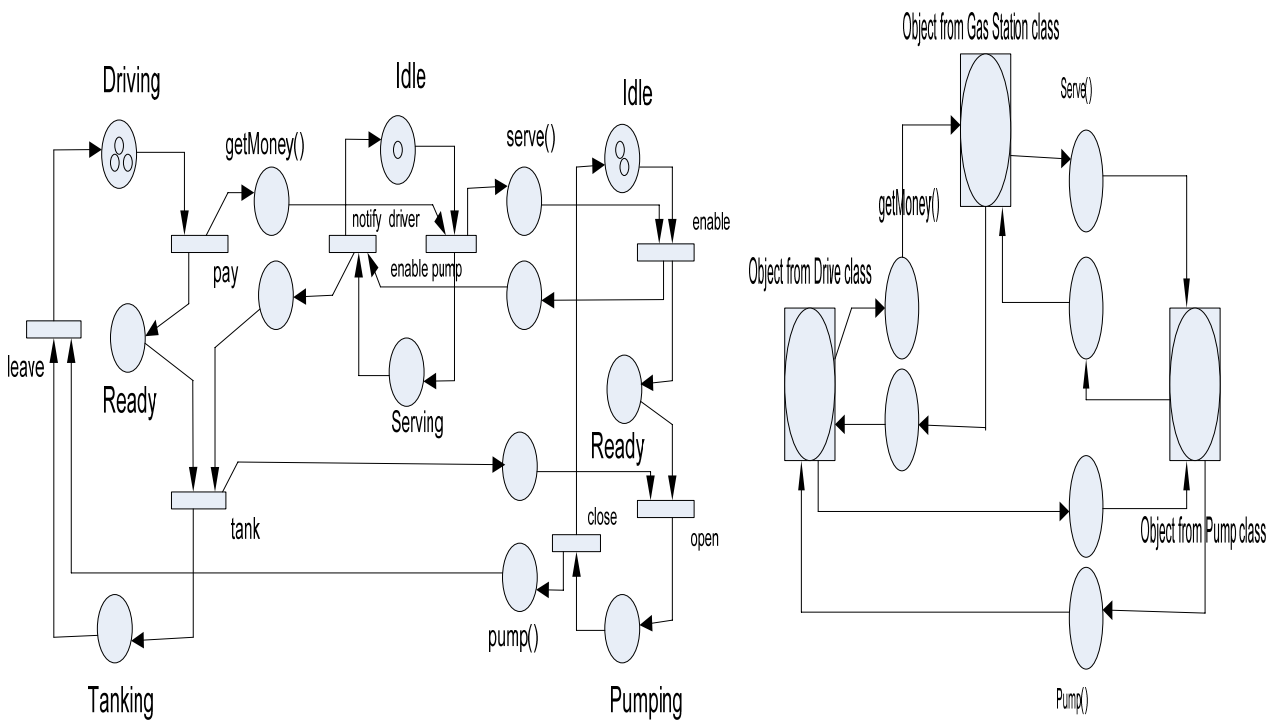 Object from Gas Station class
Driving
Idle
Idle
Serve()
getMoney()
serve()
getMoney()
notify driver
enable
pay
enable pump
Object from Drive class
leave
Ready
Serving
Ready
close
tank
open
Object from Pump class
pump()
Tanking
Pumping
Pump()